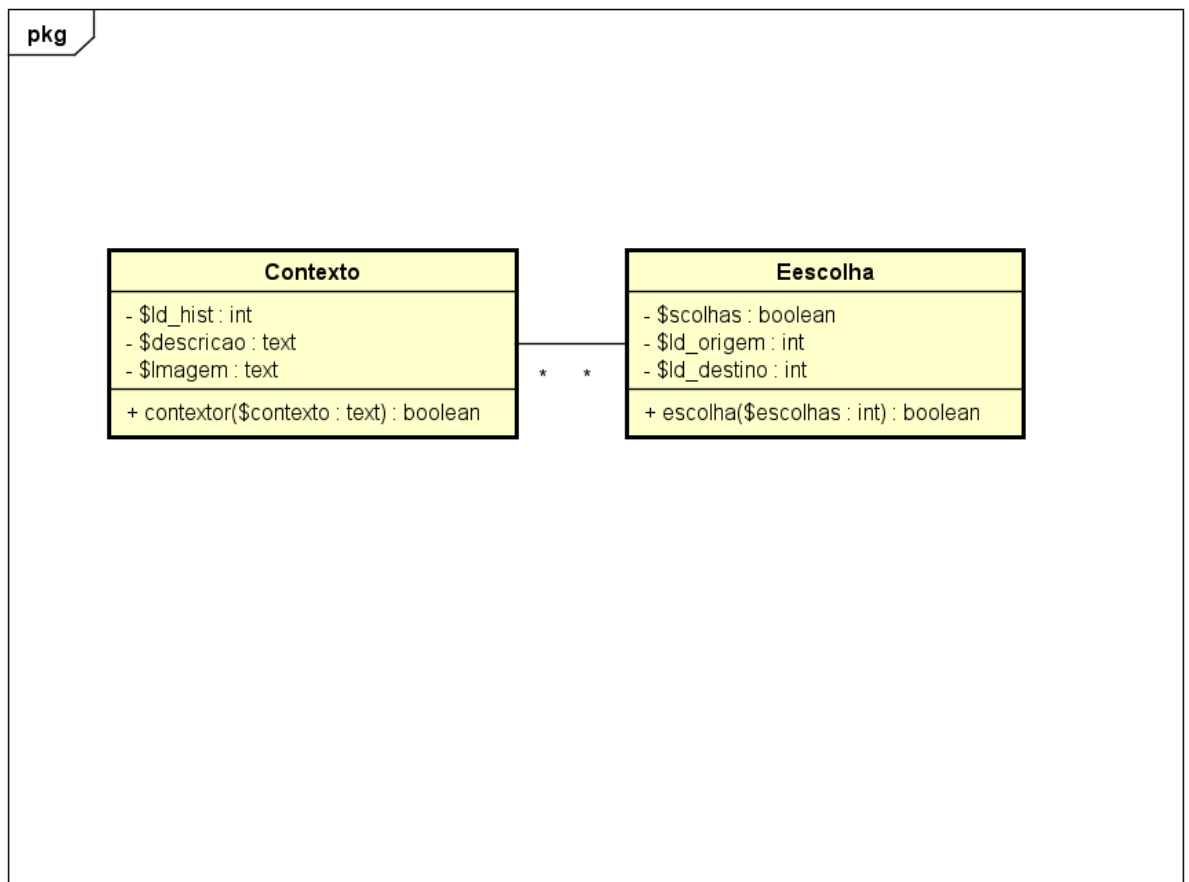 pkg
Contexto
- $Id_hist : int
- $descricao : text
- $Imagem : text
+ contextor($contexto : text) : boolean
* *
Eescolha
- $scolhas : boolean
- $Id_origem : int
- $Id_destino : int
+ escolha($escolhas : int) : boolean